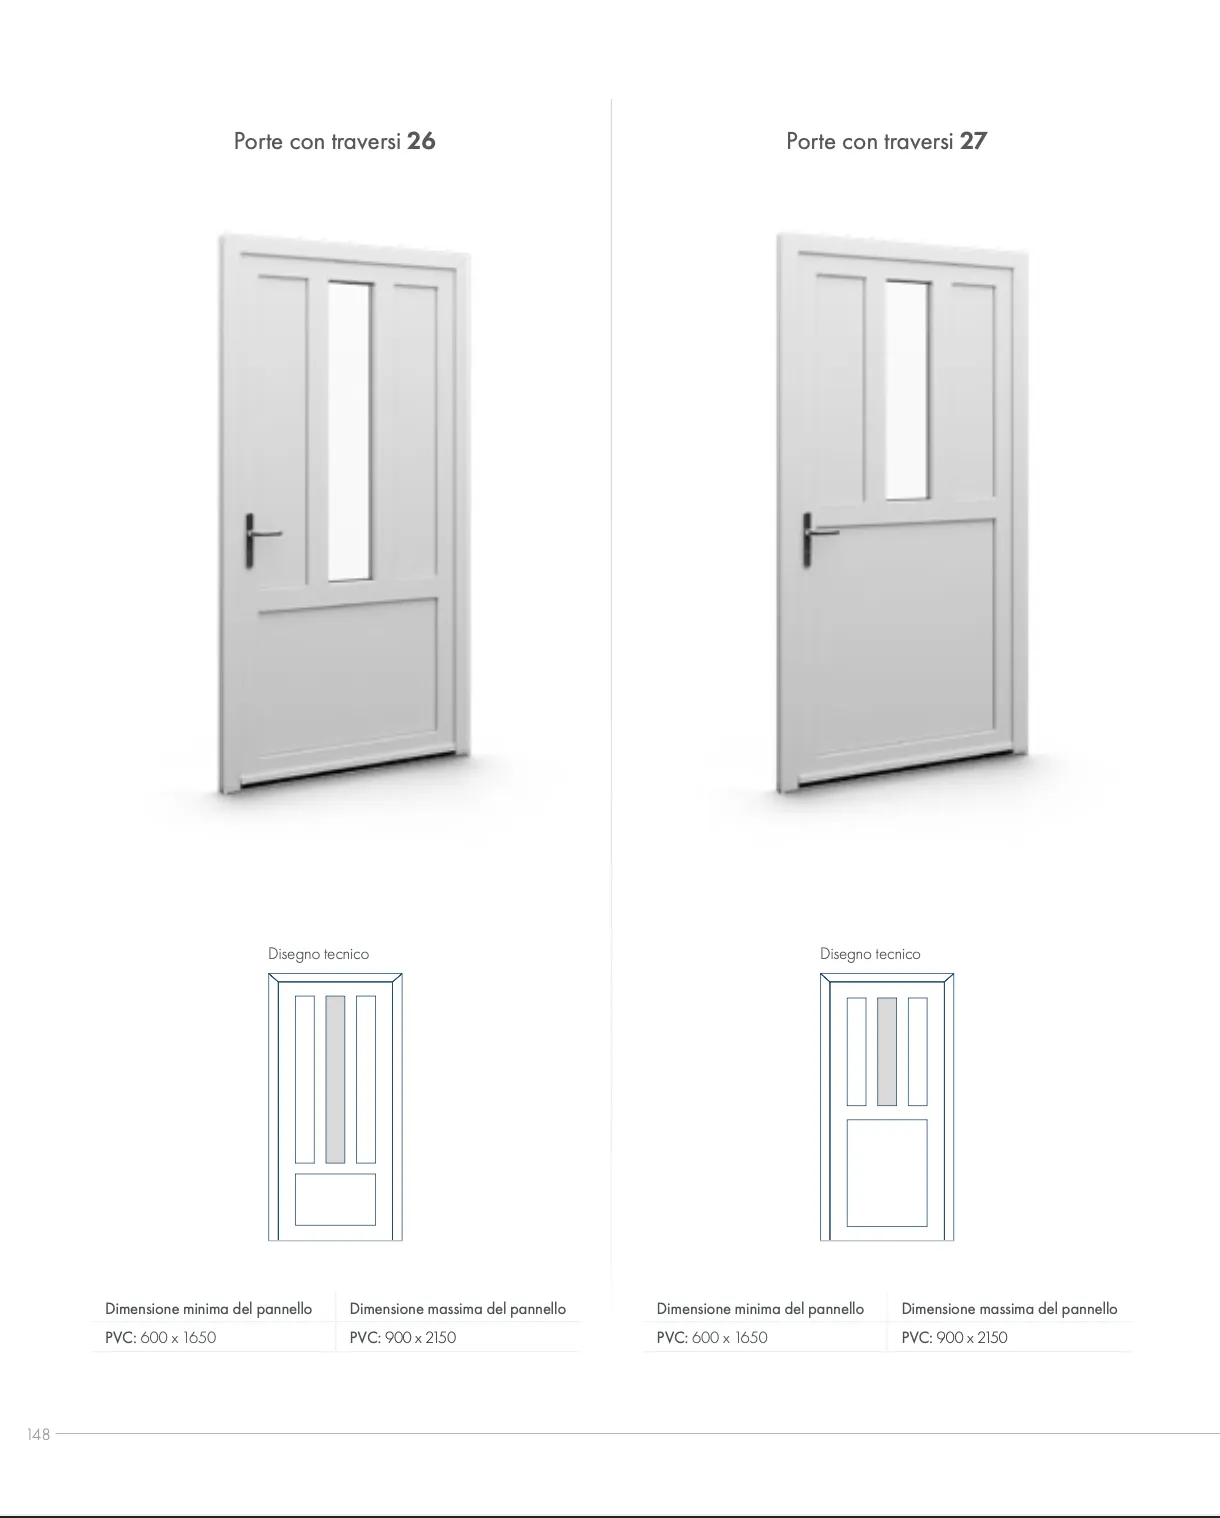 Porte con traversi 26
Disegno tecnico
Dimensione minima del pannello
Dimensione massima del pannello
PVC: 600 x 1650
PVC: 900 x 2150
Porte con traversi 27
Disegno tecnico
Dimensione minima del pannello
Dimensione massima del pannello
PVC: 600 x 1650
PVC: 900 x 2150
148